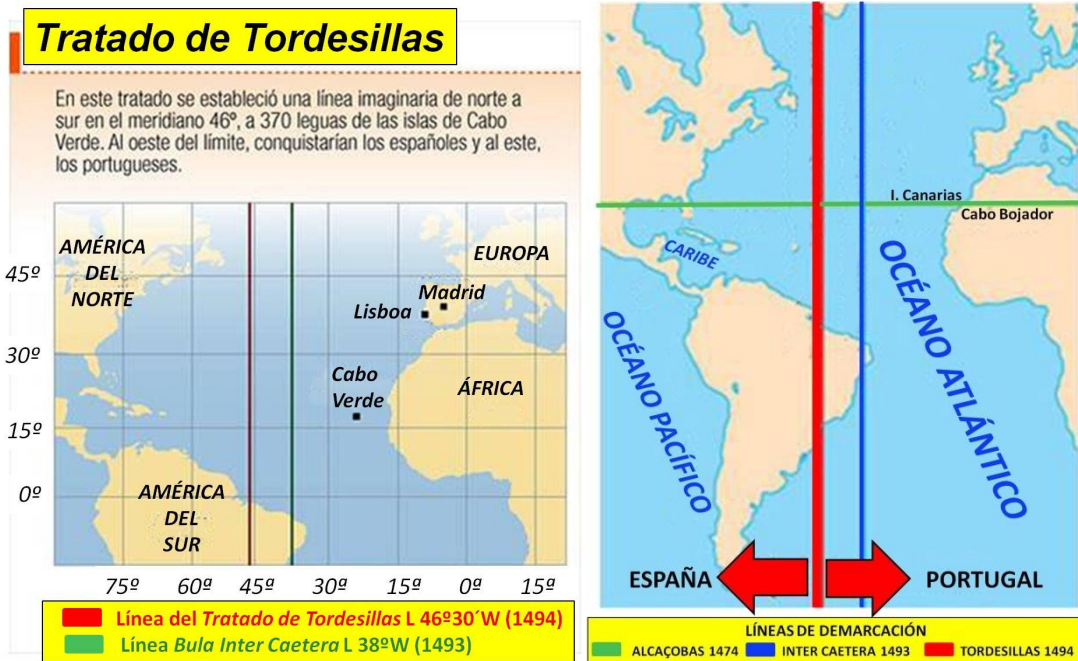 Tratado de Tordesillas
En este tratado se estableció una línea imaginaria de norte a
sur en el meridiano 46º, a 370 leguas de las islas de Cabo
Verde. Al oeste del límite, conquistarían los españoles y al este,
los portugueses.
AMÉRICA
DEL
NORTE
EUROPA
Madrid
Lisboa
Cabo
Verde
ÁFRICA
AMÉRICA
DEL
SUR
45º
30º
15º
0º
75º 60º 45º 30º 15º 0º 15º
Línea del Tratado de Tordesillas L 46º30´W (1494)
Línea Bula Inter Caetera L 38ºW (1493)
I. Canarias
Cabo Bojador
CARIBE
OCÉANO PACÍFICO
OCÉANO ATLÁNTICO
ESPAÑA
PORTUGAL
LÍNEAS DE DEMARCACIÓN
ALCAÇOBAS 1474 INTER CAETERA 1493 TORDESILLAS 1494